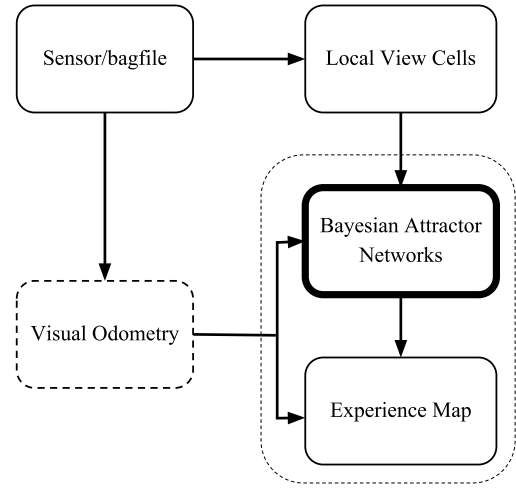 Sensor/bagfile
Local View Cells
Bayesian Attractor
Networks
Visual Odometry
Experience Map